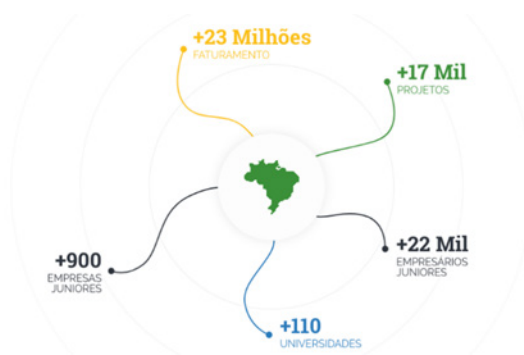 +23 Milhões
FATURAMENTO
+17 Mil
PROJETOS
+900
EMPRESAS
JUNIORES
+22 Mil
EMPRESÁRIOS
JUNIORES
+110
UNIVERSIDADES